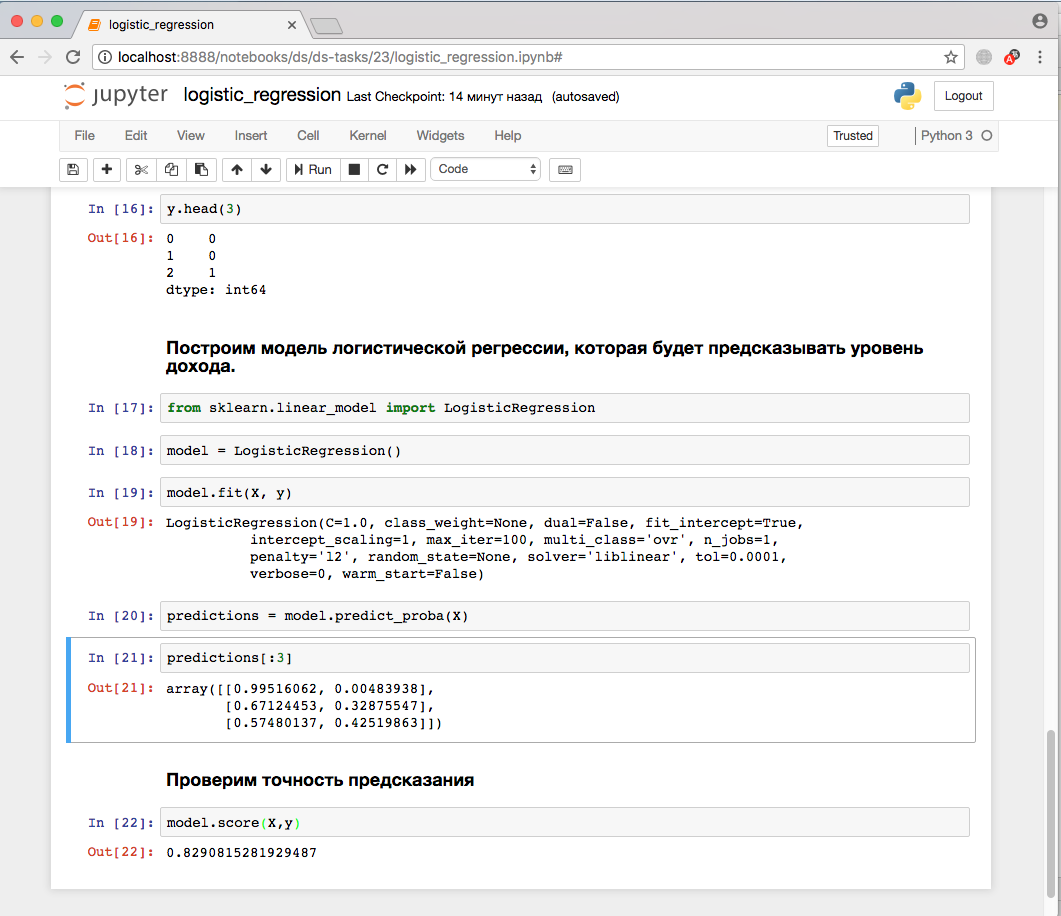 logistic_regression
localhost:8888/notebooks/ds/ds-tasks/23/logistic_regression.ipynb#
jupyter logistic_regression Last Checkpoint: 14 минут назад (autosaved) Logout
File Edit View Insert Cell Kernel Widgets Help Trusted Python 3
Run Code
In [16]: y.head(3)
Out[16]: 0    0
1    0
2    1
dtype: int64
Построим модель логистической регрессии, которая будет предсказывать уровень
дохода.
In [17]: from sklearn.linear_model import LogisticRegression
In [18]: model = LogisticRegression()
In [19]: model.fit(X, y)
Out[19]: LogisticRegression(C=1.0, class_weight=None, dual=False, fit_intercept=True,
intercept_scaling=1, max_iter=100, multi_class='ovr', n_jobs=1,
penalty='l2', random_state=None, solver='liblinear', tol=0.0001,
verbose=0, warm_start=False)
In [20]: predictions = model.predict_proba(X)
In [21]: predictions[:3]
Out[21]: array([[0.99516062, 0.00483938],
[0.67124453, 0.32875547],
[0.57480137, 0.42519863]])
Проверим точность предсказания
In [22]: model.score(X,y)
Out[22]: 0.8290815281929487